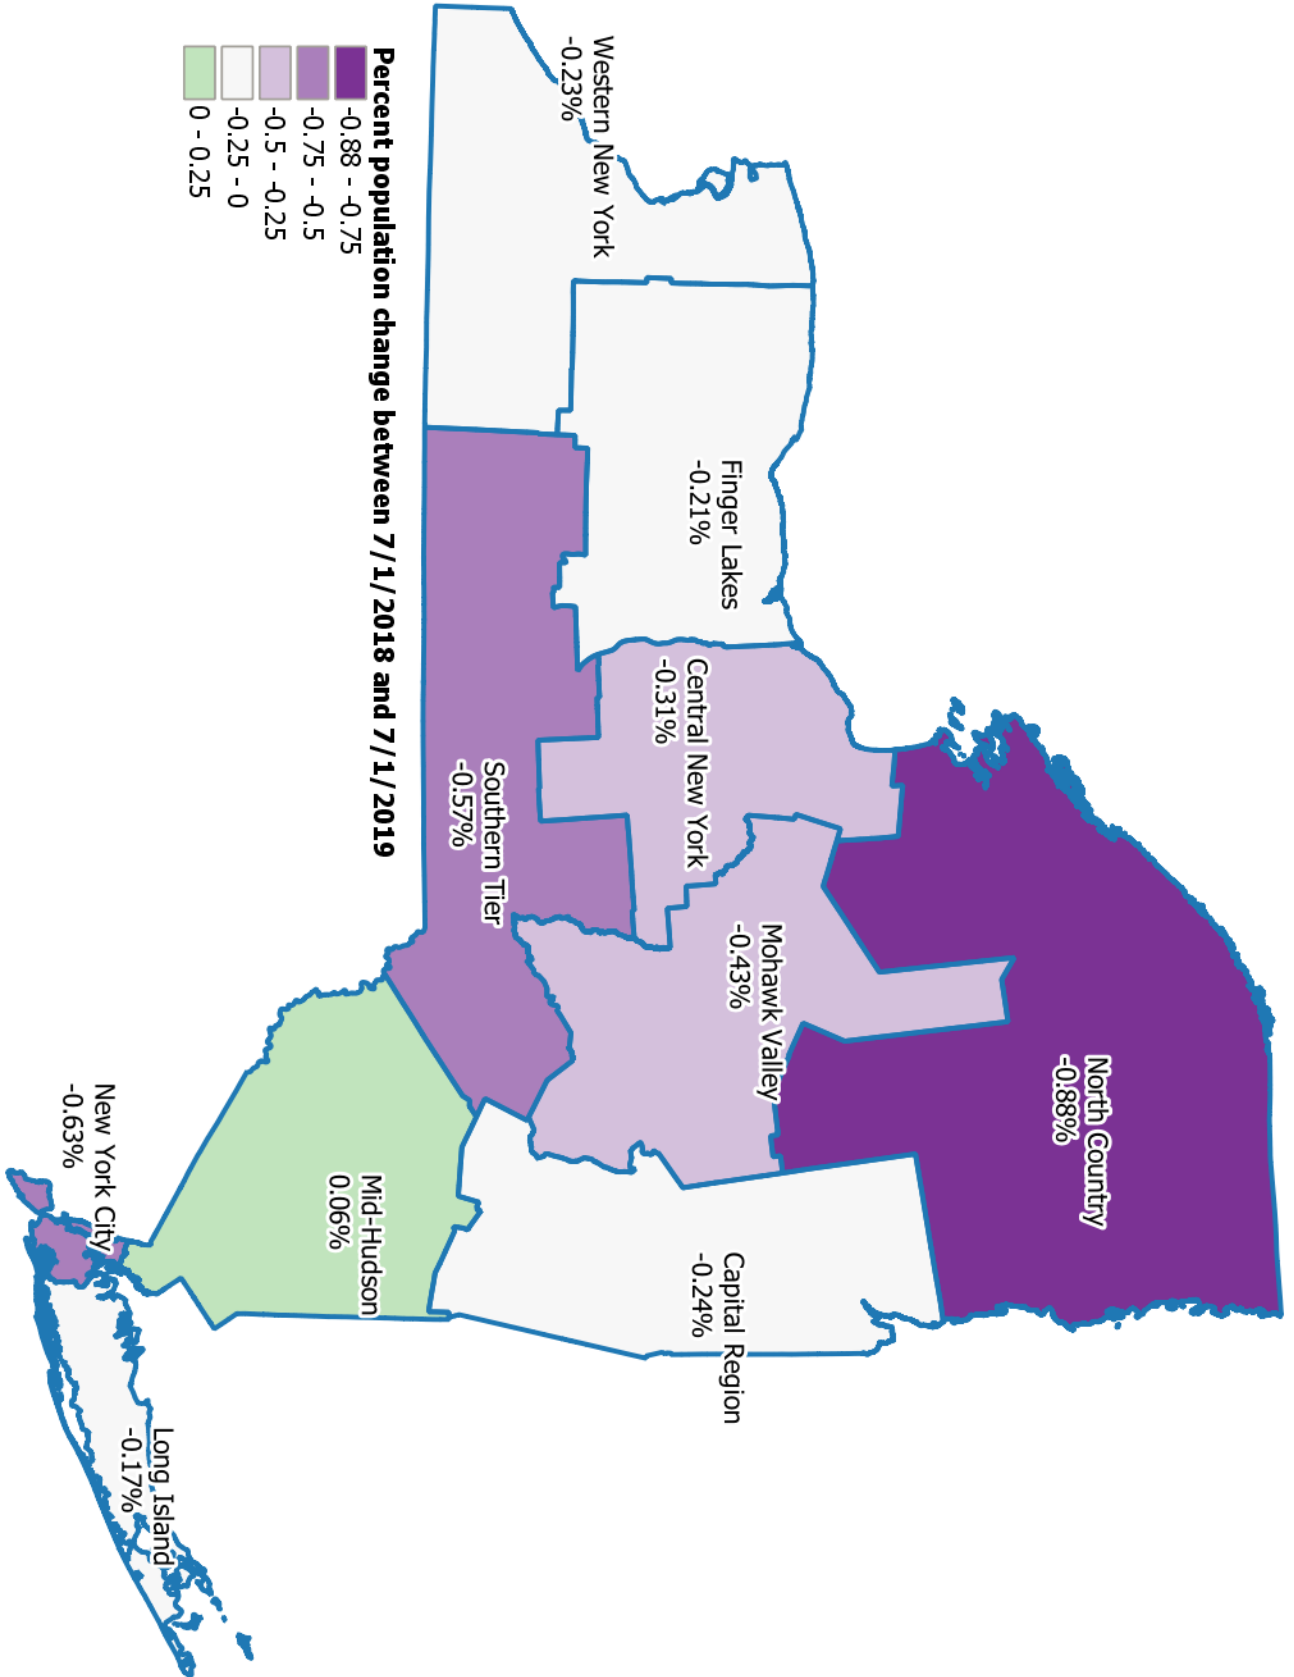 North Country
-0.88%
Mohawk Valley
-0.43%
Finger Lakes
-0.21%
Capital Region
-0.24%
Central New York
-0.31%
Western New York
-0.23%
Southern Tier
-0.57%
Percent population change between 7/1/2018 and 7/1/2019
-0.88 - -0.75
-0.75 - -0.5
-0.5 - -0.25
-0.25 - 0
0 - 0.25
Mid-Hudson
0.06%
Long Island
-0.17%
New York City
-0.63%